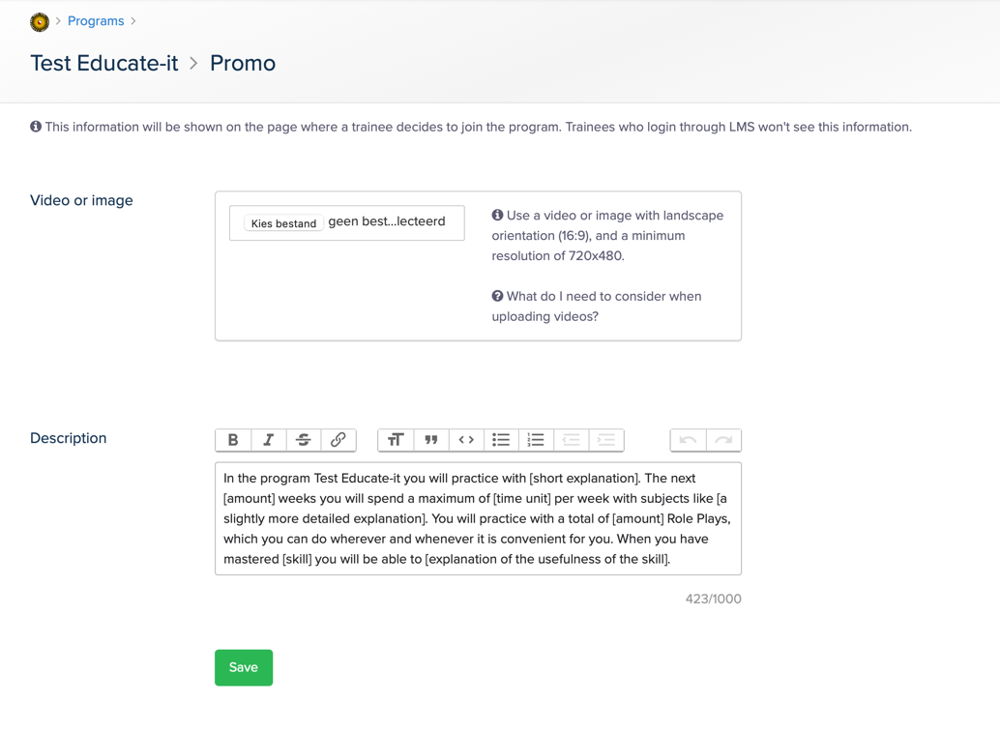 Programs
Test Educate-it > Promo
This information will be shown on the page where a trainee decides to join the program. Trainees who login through LMS won't see this information.
Video or image
Kies bestand geen best...lecteerd
Use a video or image with landscape
orientation (16:9), and a minimum
resolution of 720x480.
What do I need to consider when
uploading videos?
Description
In the program Test Educate-it you will practice with [short explanation]. The next
[amount] weeks you will spend a maximum of [time unit] per week with subjects like [a
slightly more detailed explanation]. You will practice with a total of [amount] Role Plays,
which you can do wherever and whenever it is convenient for you. When you have
mastered [skill] you will be able to [explanation of the usefulness of the skill].
423/1000
Save